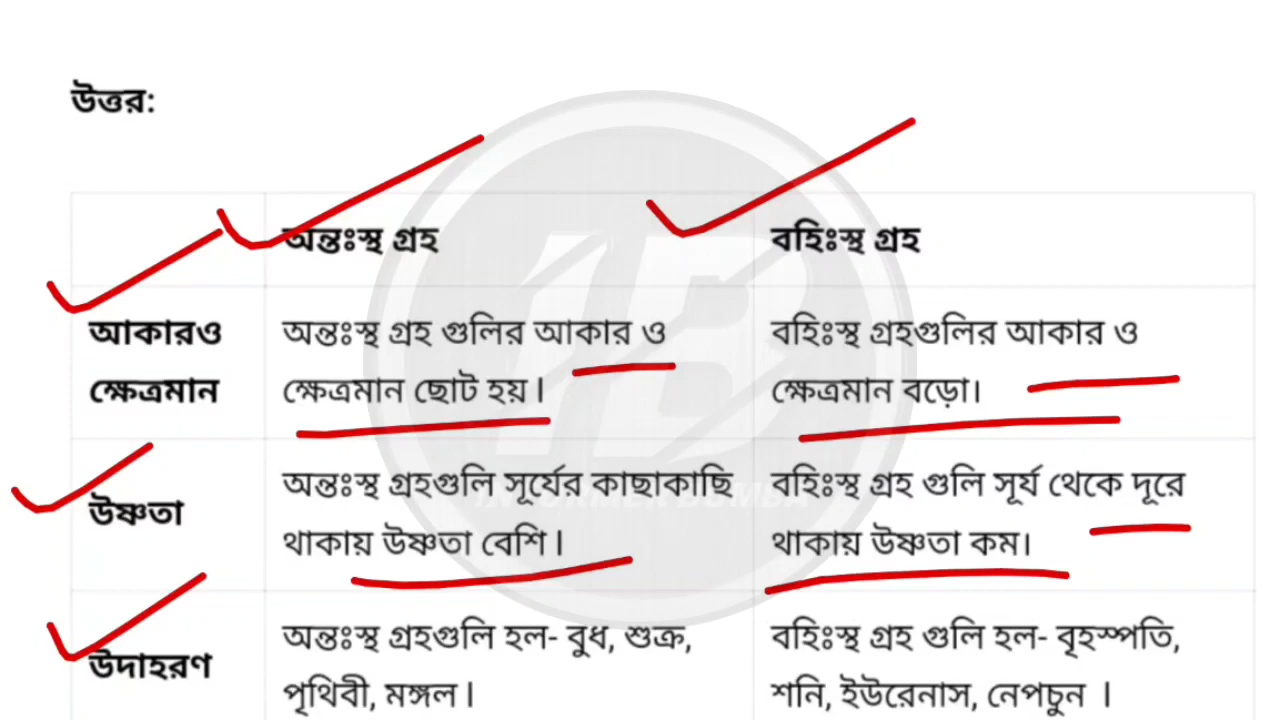 উত্তর:
অন্তঃস্থ গ্রহ
বহিঃস্থ গ্রহ
আকারও
ক্ষেত্রমান
অন্তঃস্থ গ্রহ গুলির আকার ও
ক্ষেত্রমান ছোট হয়।
বহিঃস্থ গ্রহগুলির আকার ও
ক্ষেত্রমান বড়ো।
উষ্ণতা
অন্তঃস্থ গ্রহগুলি সূর্যের কাছাকাছি
থাকায় উষ্ণতা বেশি।
বহিঃস্থ গ্রহ গুলি সূর্য থেকে দূরে
থাকায় উষ্ণতা কম।
উদাহরণ
অন্তঃস্থ গ্রহগুলি হল- বুধ, শুক্র,
পৃথিবী, মঙ্গল।
বহিঃস্থ গ্রহ গুলি হল- বৃহস্পতি,
শনি, ইউরেনাস, নেপচুন ।